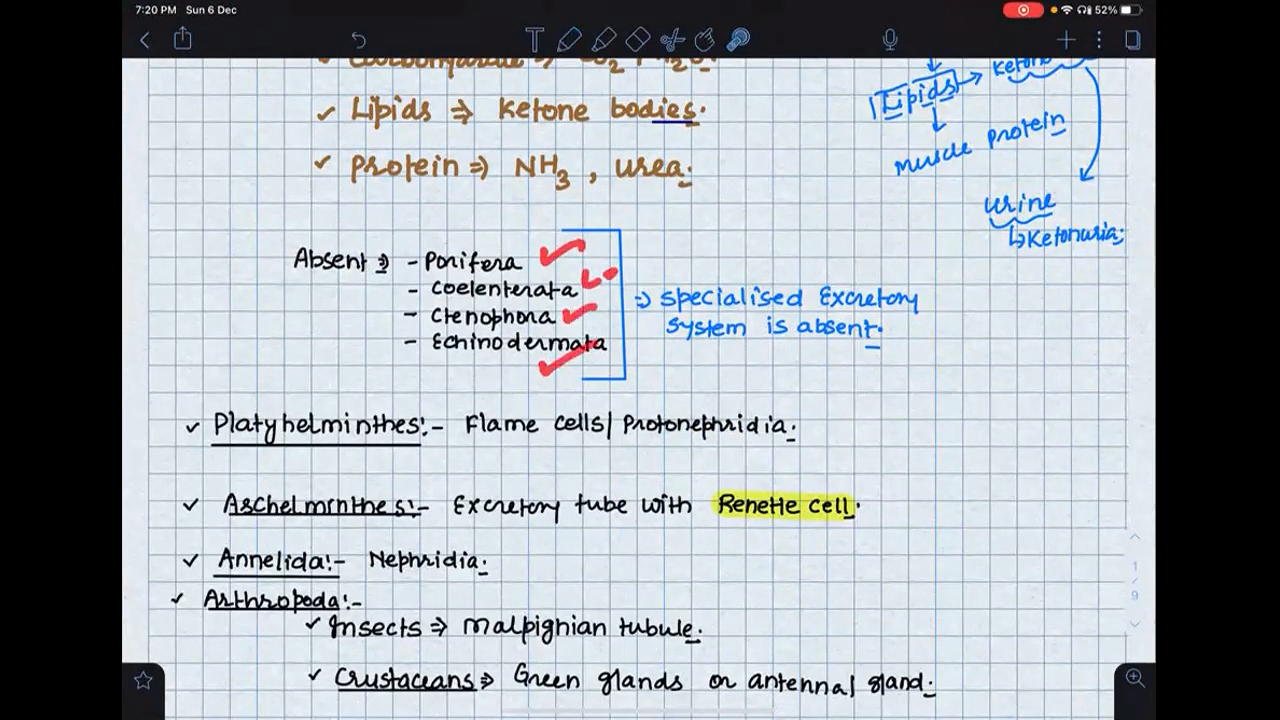 7:20 PM Sun 6 Dec
52%
Lipids ⇒ Ketone bodies.
Protein ⇒ NH3 , urea.
Lipids →
muscle protein
urine
↳ Ketonuria.
Absent ⇒ - Porifera
- Coelenterata
- Ctenophora
- Echinodermata
⇒ specialised Excretory
system is absent.
✓ Platyhelminthes:- Flame cells/ Protonephridia.
✓ Aschelminthes:- Excretory tube with Renette cell.
✓ Annelida:- Nephridia.
✓ Arthropoda:-
✓ Insects ⇒ malpighian tubule.
✓ Crustaceans ⇒ Green glands or antennal gland.
1/9